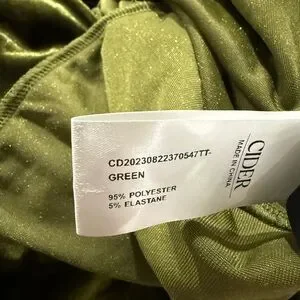 CD20230822370547TT-
GREEN
95% POLYESTER
5% ELASTANE
CIDER
MADE IN CHINA